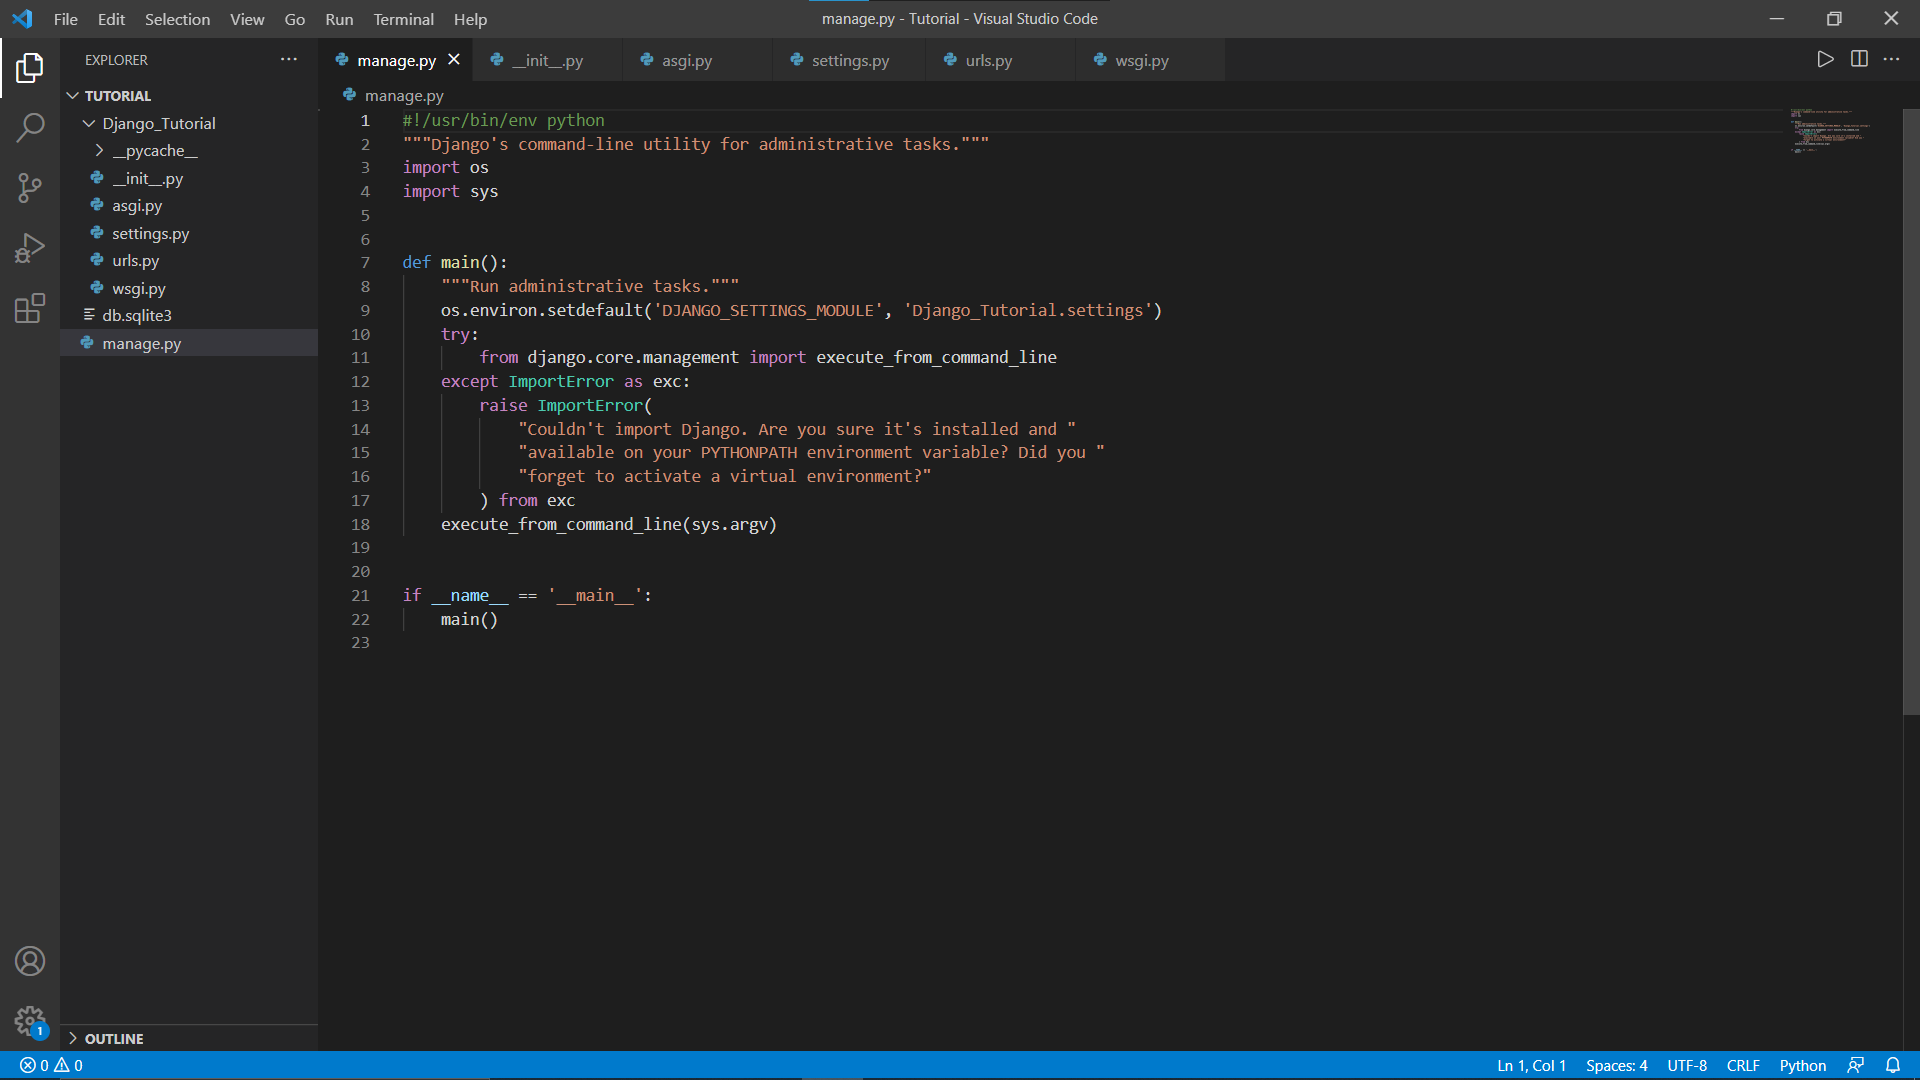 File Edit Selection View Go Run Terminal Help
manage.py - Tutorial - Visual Studio Code
EXPLORER
TUTORIAL
Django_Tutorial
__pycache__
__init__.py
asgi.py
settings.py
urls.py
wsgi.py
db.sqlite3
manage.py
OUTLINE
manage.py __init__.py asgi.py settings.py urls.py wsgi.py
manage.py
1 #!/usr/bin/env python
2 """Django's command-line utility for administrative tasks."""
3 import os
4 import sys
5
6
7 def main():
8     """Run administrative tasks."""
9     os.environ.setdefault('DJANGO_SETTINGS_MODULE', 'Django_Tutorial.settings')
10     try:
11         from django.core.management import execute_from_command_line
12     except ImportError as exc:
13         raise ImportError(
14             "Couldn't import Django. Are you sure it's installed and "
15             "available on your PYTHONPATH environment variable? Did you "
16             "forget to activate a virtual environment?"
17         ) from exc
18     execute_from_command_line(sys.argv)
19
20
21 if __name__ == '__main__':
22     main()
23
1
0 0
Ln 1, Col 1 Spaces: 4 UTF-8 CRLF Python